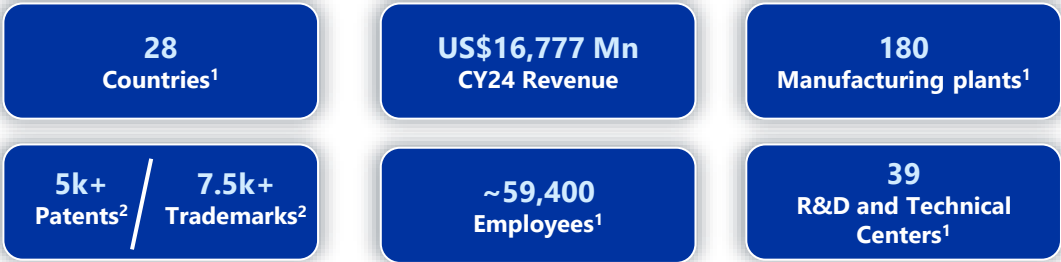 28
Countries¹
US$16,777 Mn
CY24 Revenue
180
Manufacturing plants¹
5k+
Patents²
7.5k+
Trademarks²
~59,400
Employees¹
39
R&D and Technical
Centers¹